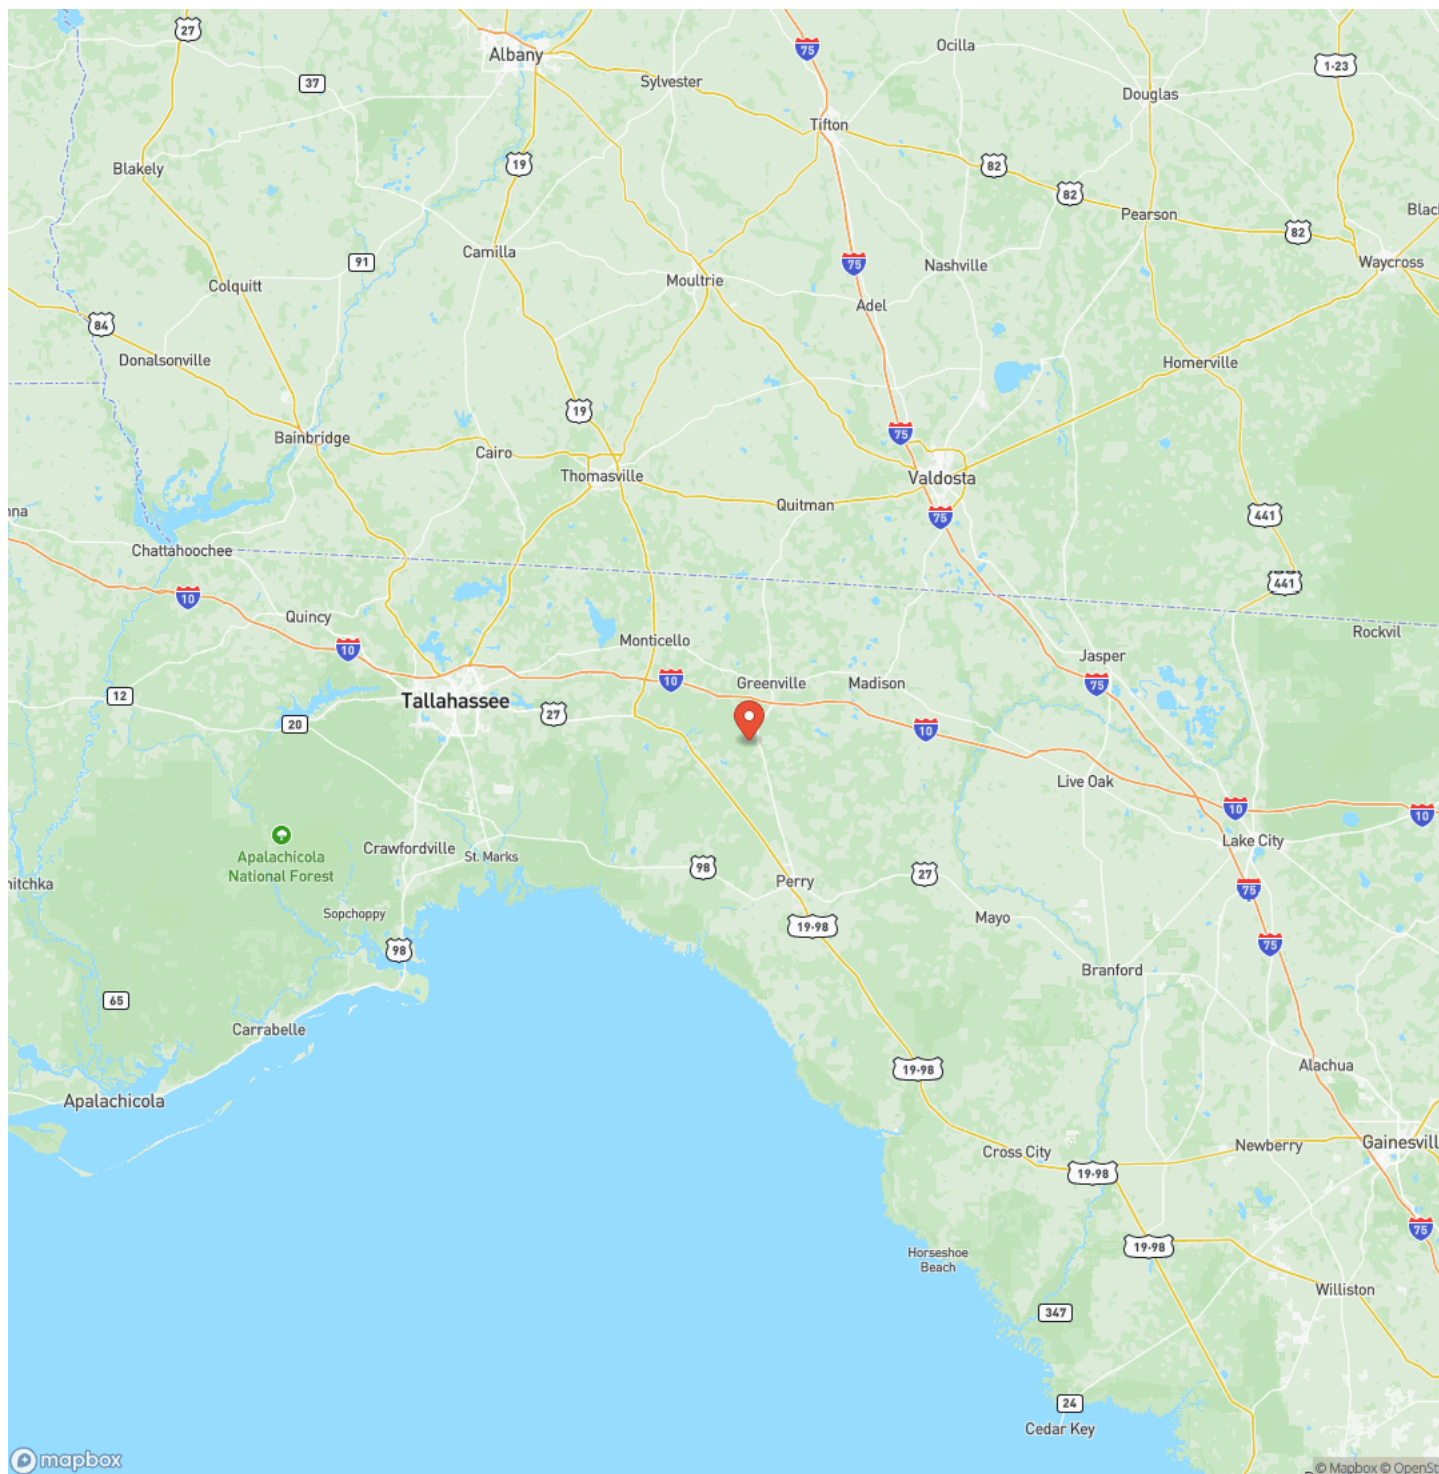 27
Albany
75
Ocilla
1-23
37
Sylvester
Douglas
Tifton
19
82
Blakely
82
Pearson
Blac
82
Camilla
91
75
Nashville
Waycross
Colquitt
Moultrie
Adel
84
Donalsonville
Homerville
19
75
Bainbridge
Cairo
Thomasville
Valdosta
Quitman
nna
75
441
Chattahoochee
441
10
Quincy
Monticello
Rockvil
10
Jasper
10
Greenville
Madison
75
12
Tallahassee
27
20
10
Live Oak
10
10
Lake City
Apalachicola
National Forest
Crawfordville
St. Marks
98
27
75
nitchka
Perry
Sopchoppy
Mayo
19-98
98
75
Branford
65
Carrabelle
19-98
Alachua
Apalachicola
Cross City
Newberry
Gainesvill
19-98
75
19-98
Horseshoe
Beach
Williston
347
24
Cedar Key
mapbox
© Mapbox © OpenSt